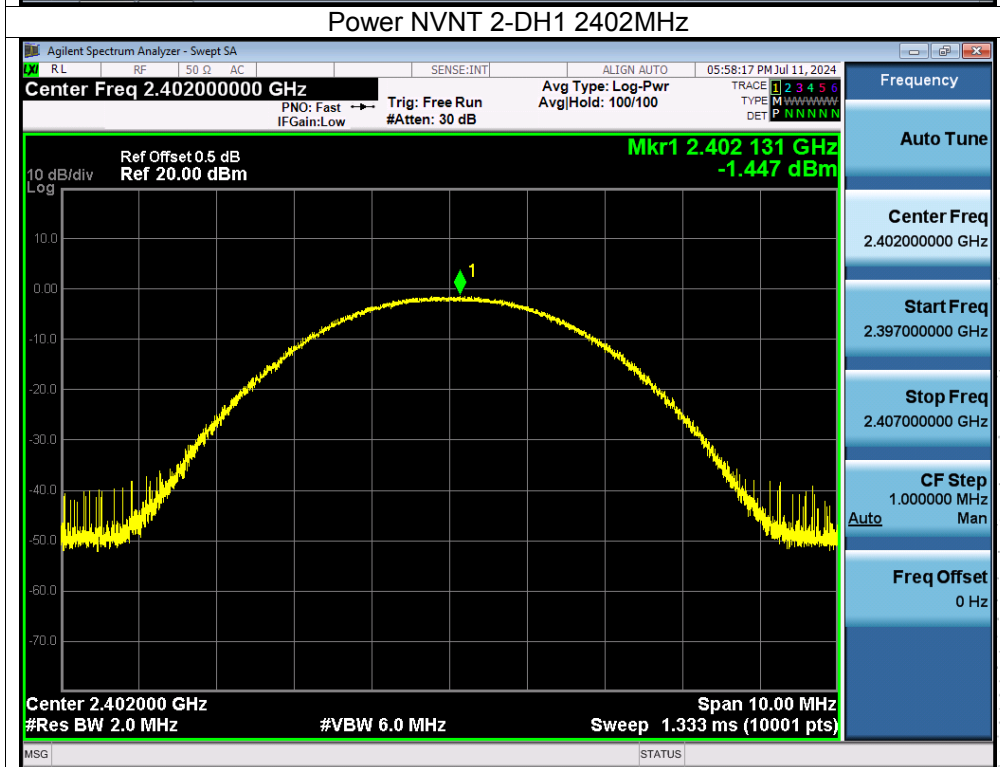 Power NVNT 2-DH1 2402MHz
Agilent Spectrum Analyzer - Swept SA
LXI RL RF 50 Ω AC SENSE:INT ALIGN AUTO 05:58:17 PM Jul 11, 2024
Center Freq 2.402000000 GHz
PNO: Fast
IFGain:Low
Trig: Free Run
#Atten: 30 dB
Avg Type: Log-Pwr
Avg|Hold: 100/100
TRACE 1 2 3 4 5 6
TYPE M WWWWW
DET P N N N N N
Frequency
Auto Tune
Center Freq
2.402000000 GHz
Start Freq
2.397000000 GHz
Stop Freq
2.407000000 GHz
CF Step
1.000000 MHz
Auto Man
Freq Offset
0 Hz
Mkr1 2.402 131 GHz
-1.447 dBm
Ref Offset 0.5 dB
10 dB/div Ref 20.00 dBm
Log
10.0
1
0.00
-10.0
-20.0
-30.0
-40.0
-50.0
-60.0
-70.0
Center 2.402000 GHz Span 10.00 MHz
#Res BW 2.0 MHz #VBW 6.0 MHz Sweep 1.333 ms (10001 pts)
MSG STATUS